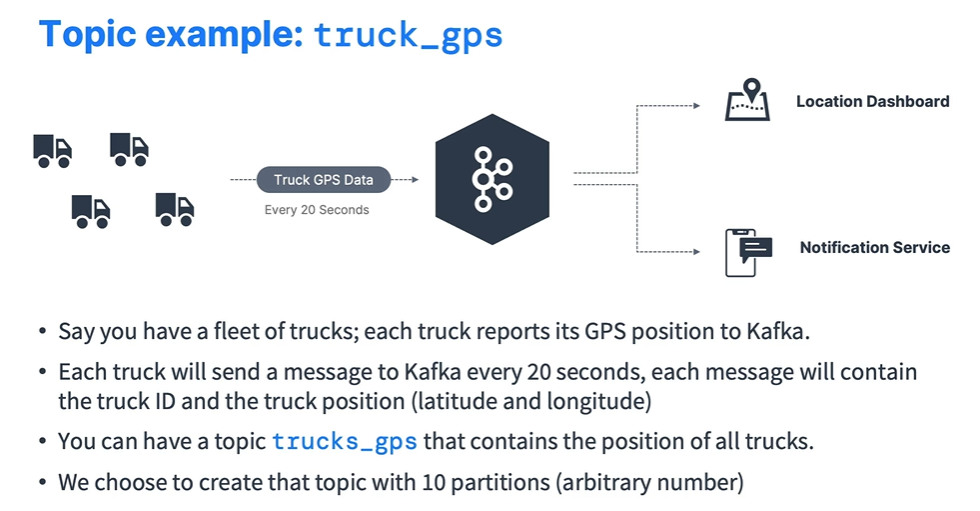 Topic example: truck_gps
Location Dashboard
Truck GPS Data
Every 20 Seconds
Notification Service
• Say you have a fleet of trucks; each truck reports its GPS position to Kafka.
• Each truck will send a message to Kafka every 20 seconds, each message will contain
the truck ID and the truck position (latitude and longitude)
• You can have a topic trucks_gps that contains the position of all trucks.
• We choose to create that topic with 10 partitions (arbitrary number)